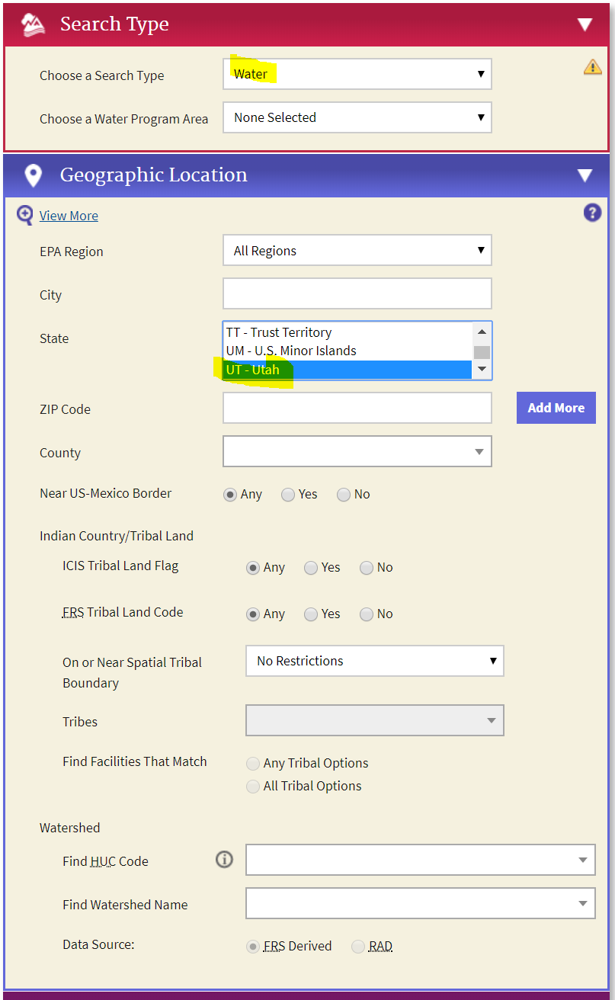 Search Type
Choose a Search Type
Water
Choose a Water Program Area
None Selected
Geographic Location
View More
EPA Region
All Regions
City
State
TT - Trust Territory
UM - U.S. Minor Islands
UT - Utah
ZIP Code
Add More
County
Near US-Mexico Border
Any Yes No
Indian Country/Tribal Land
ICIS Tribal Land Flag
Any Yes No
FRS Tribal Land Code
Any Yes No
On or Near Spatial Tribal
Boundary
No Restrictions
Tribes
Find Facilities That Match
Any Tribal Options
All Tribal Options
Watershed
Find HUC Code
Find Watershed Name
Data Source:
FRS Derived RAD